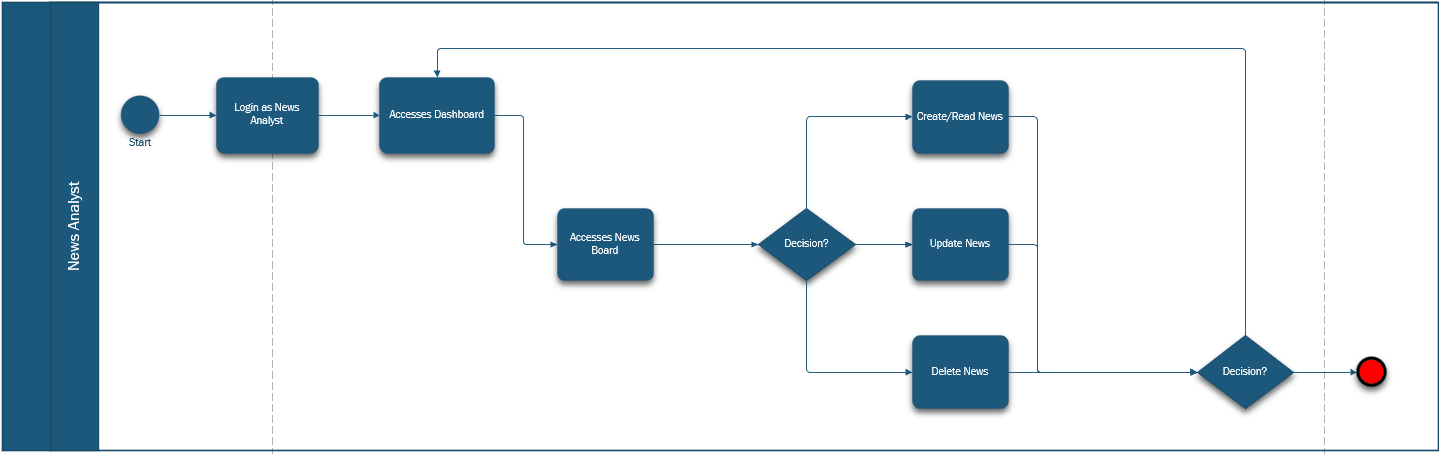 News Analyst
Start
Login as News
Analyst
Accesses Dashboard
Accesses News
Board
Decision?
Create/Read News
Update News
Delete News
Decision?